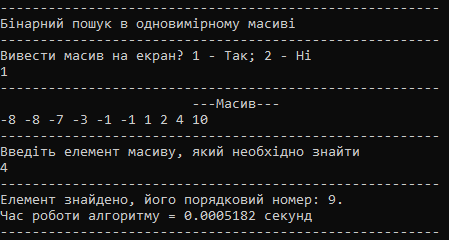 -------------------------------------------------------
Бінарний пошук в одновимірному масиві
-------------------------------------------------------
Вивести масив на екран? 1 - Так; 2 - Ні
1
-------------------------------------------------------
---Масив---
-8 -8 -7 -3 -1 -1 1 2 4 10
-------------------------------------------------------
Введіть елемент масиву, який необхідно знайти
4
-------------------------------------------------------
Елемент знайдено, його порядковий номер: 9.
Час роботи алгоритму = 0.0005182 секунд
-------------------------------------------------------